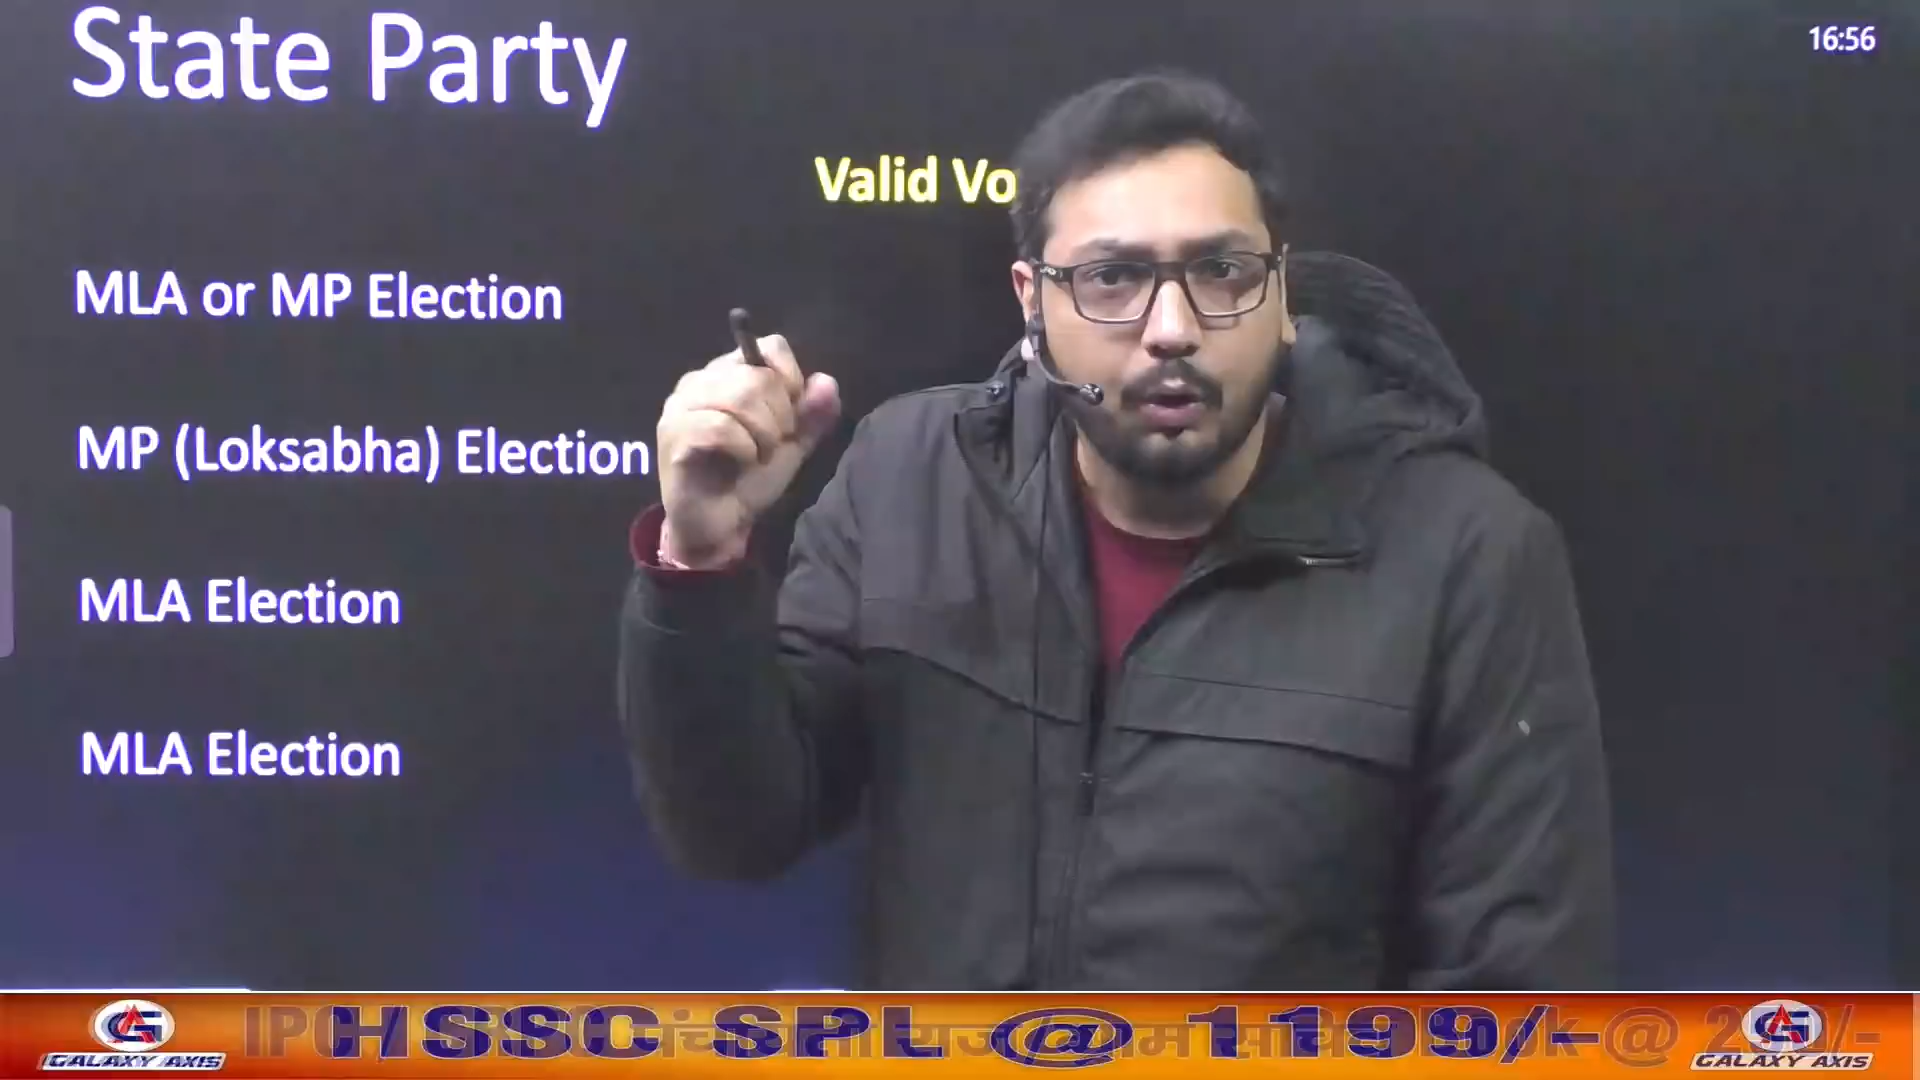 State Party
16:56
Valid Vo
MLA or MP Election
MP (Loksabha) Election
MLA Election
MLA Election
HSSC SPL @ 1199/-
GALAXY AXIS
GALAXY AXIS